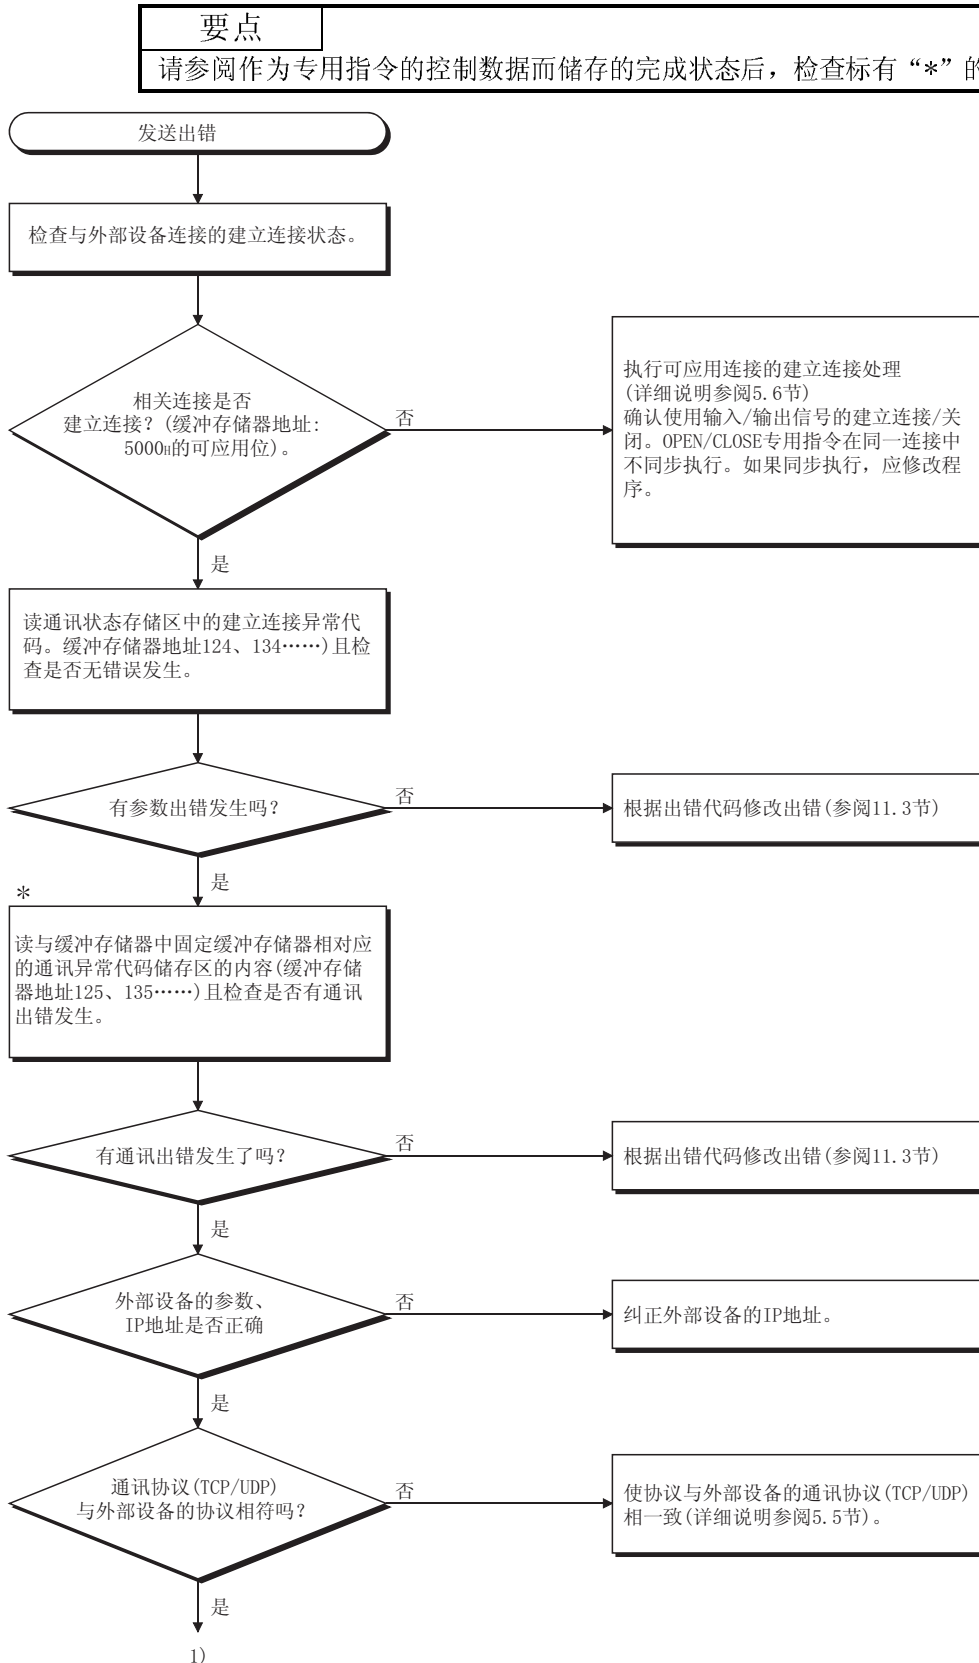 要点
请参阅作为专用指令的控制数据而储存的完成状态后，检查标有“*”的
发送出错
检查与外部设备连接的建立连接状态。
相关连接是否
建立连接？(缓冲存储器地址：
5000H的可应用位)。
否
执行可应用连接的建立连接处理
(详细说明参阅5.6节)
确认使用输入/输出信号的建立连接/关
闭。OPEN/CLOSE专用指令在同一连接中
不同步执行。如果同步执行，应修改程
序。
是
读通讯状态存储区中的建立连接异常代
码。缓冲存储器地址124、134……)且检
查是否无错误发生。
有参数出错发生吗？
否
根据出错代码修改出错(参阅11.3节)
是
*
读与缓冲存储器中固定缓冲存储器相对应
的通讯异常代码储存区的内容(缓冲存储
器地址125、135……)且检查是否有通讯
出错发生。
有通讯出错发生了吗？
否
根据出错代码修改出错(参阅11.3节)
是
外部设备的参数、
IP地址是否正确
否
纠正外部设备的IP地址。
是
通讯协议(TCP/UDP)
与外部设备的协议相符吗？
否
使协议与外部设备的通讯协议(TCP/UDP)
相一致(详细说明参阅5.5节)。
是
1)